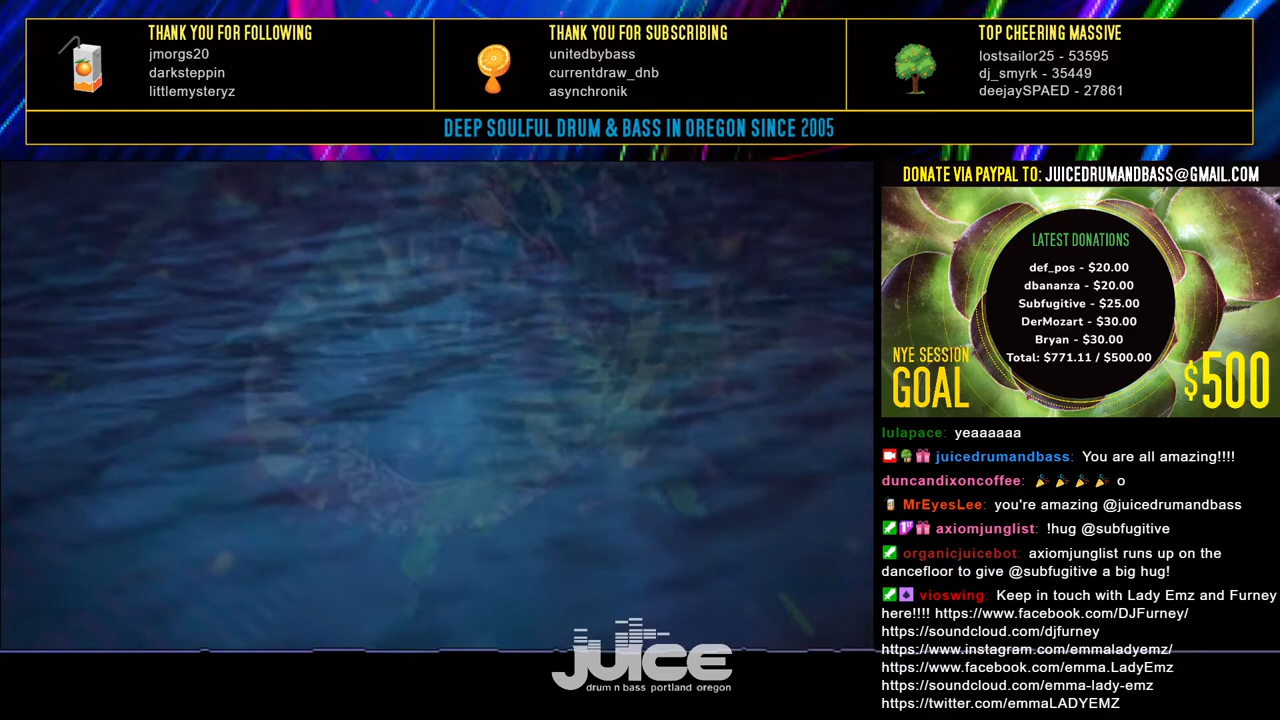 THANK YOU FOR FOLLOWING
jmorgs20
darksteppin
littlemysteryz
THANK YOU FOR SUBSCRIBING
unitedbybass
currentdraw_dnb
asynchronik
TOP CHEERING MASSIVE
lostsailor25 - 53595
dj_smyrk - 35449
deejaySPAED - 27861
DEEP SOULFUL DRUM & BASS IN OREGON SINCE 2005
DONATE VIA PAYPAL TO: JUICEDRUMANDBASS@GMAIL.COM
LATEST DONATIONS
def_pos - $20.00
dbananza - $20.00
Subfugitive - $25.00
DerMozart - $30.00
Bryan - $30.00
Total: $771.11 / $500.00
NYE SESSION
GOAL
$500
lulapace: yeaaaaaa
juicedrumandbass: You are all amazing!!!!
duncandixoncoffee: 🎉 🎉 🎉 🎉 o
MrEyesLee: you're amazing @juicedrumandbass
axiomjunglist: !hug @subfugitive
organicjuicebot: axiomjunglist runs up on the
dancefloor to give @subfugitive a big hug!
vioswing: Keep in touch with Lady Emz and Furney
here!!!! https://www.facebook.com/DJFurney/
https://soundcloud.com/djfurney
https://www.instagram.com/emmaladyemz/
https://www.facebook.com/emma.LadyEmz
https://soundcloud.com/emma-lady-emz
https://twitter.com/emmaLADYEMZ
JUICE
drum n bass portland oregon